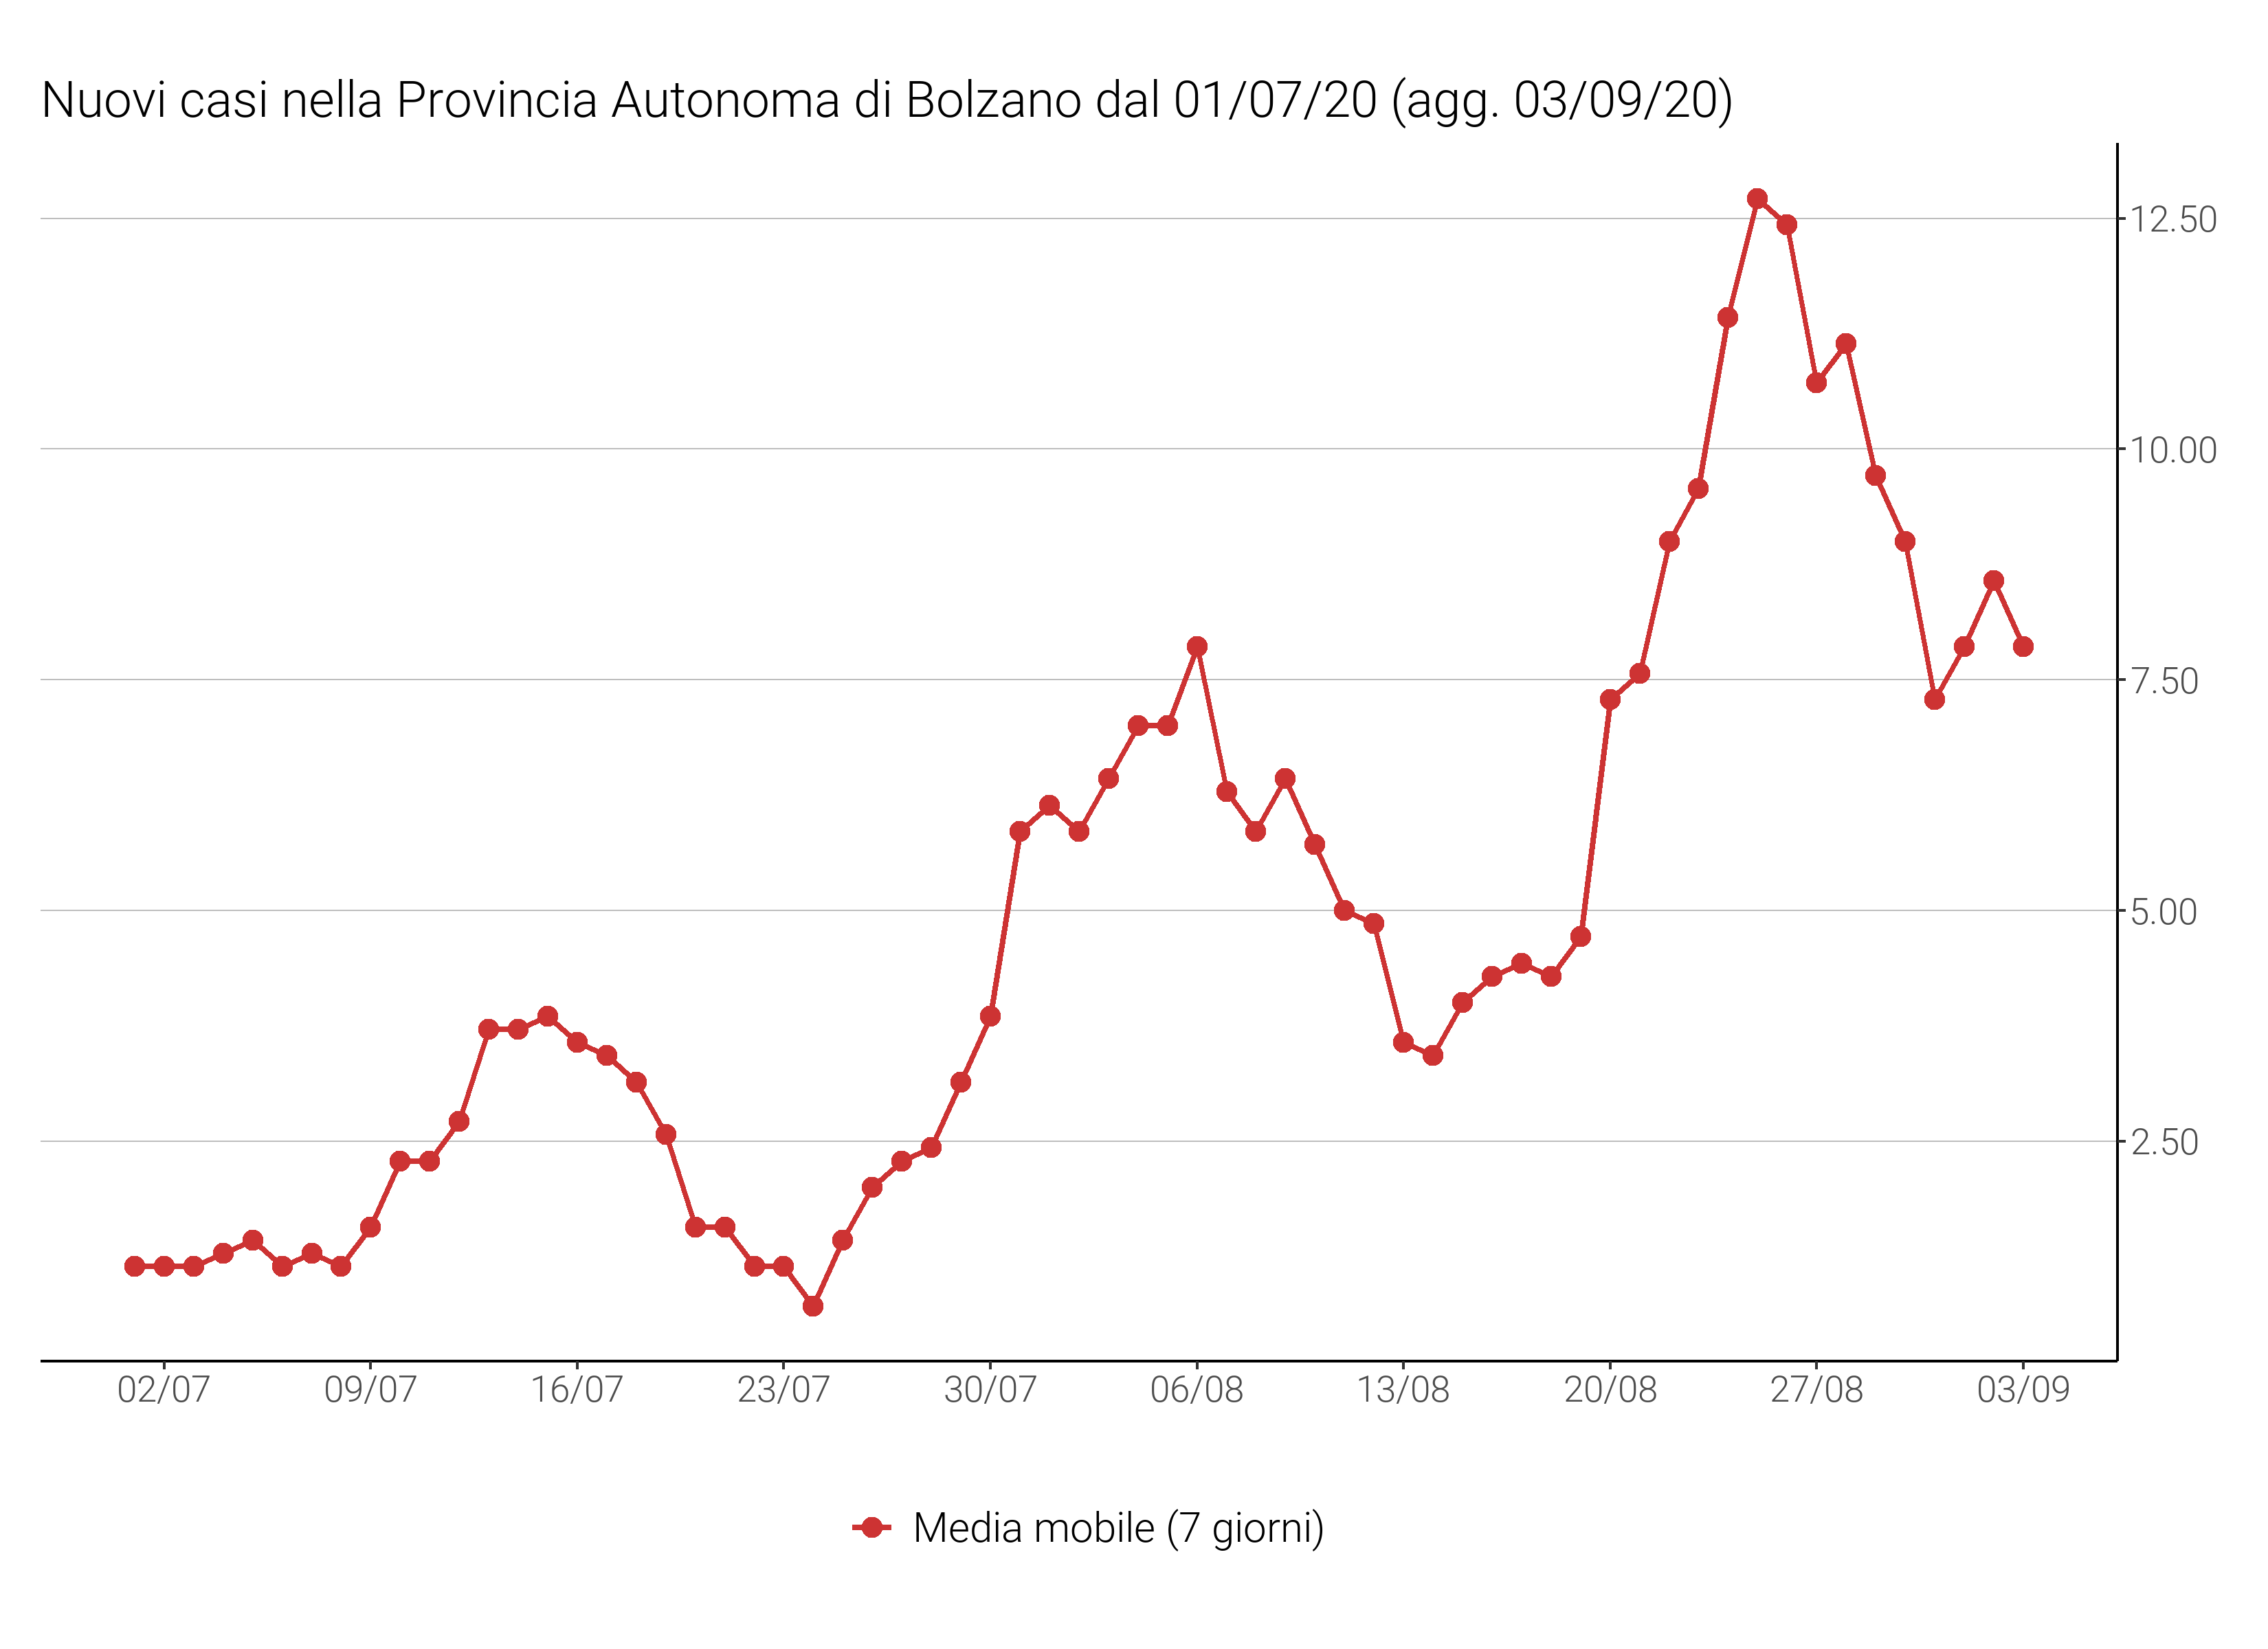 Nuovi casi nella Provincia Autonoma di Bolzano dal 01/07/20 (agg. 03/09/20)
12.50
10.00
7.50
5.00
2.50
02/07 09/07 16/07 23/07 30/07 06/08 13/08 20/08 27/08 03/09
Media mobile (7 giorni)